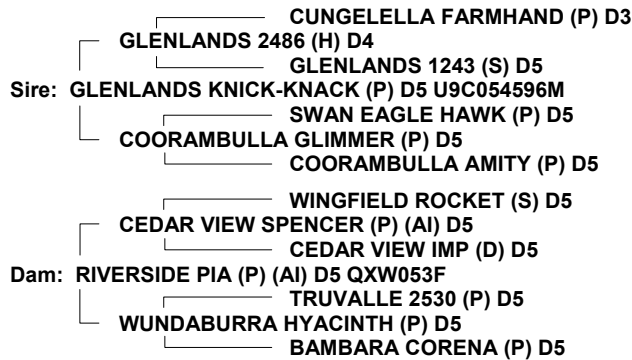 CUNGELELLA FARMHAND (P) D3
GLENLANDS 2486 (H) D4
GLENLANDS 1243 (S) D5
Sire: GLENLANDS KNICK-KNACK (P) D5 U9C054596M
SWAN EAGLE HAWK (P) D5
COORAMBULLA GLIMMER (P) D5
COORAMBULLA AMITY (P) D5
WINGFIELD ROCKET (S) D5
CEDAR VIEW SPENCER (P) (AI) D5
CEDAR VIEW IMP (D) D5
Dam: RIVERSIDE PIA (P) (AI) D5 QXW053F
TRUVALLE 2530 (P) D5
WUNDABURRA HYACINTH (P) D5
BAMBARA CORENA (P) D5